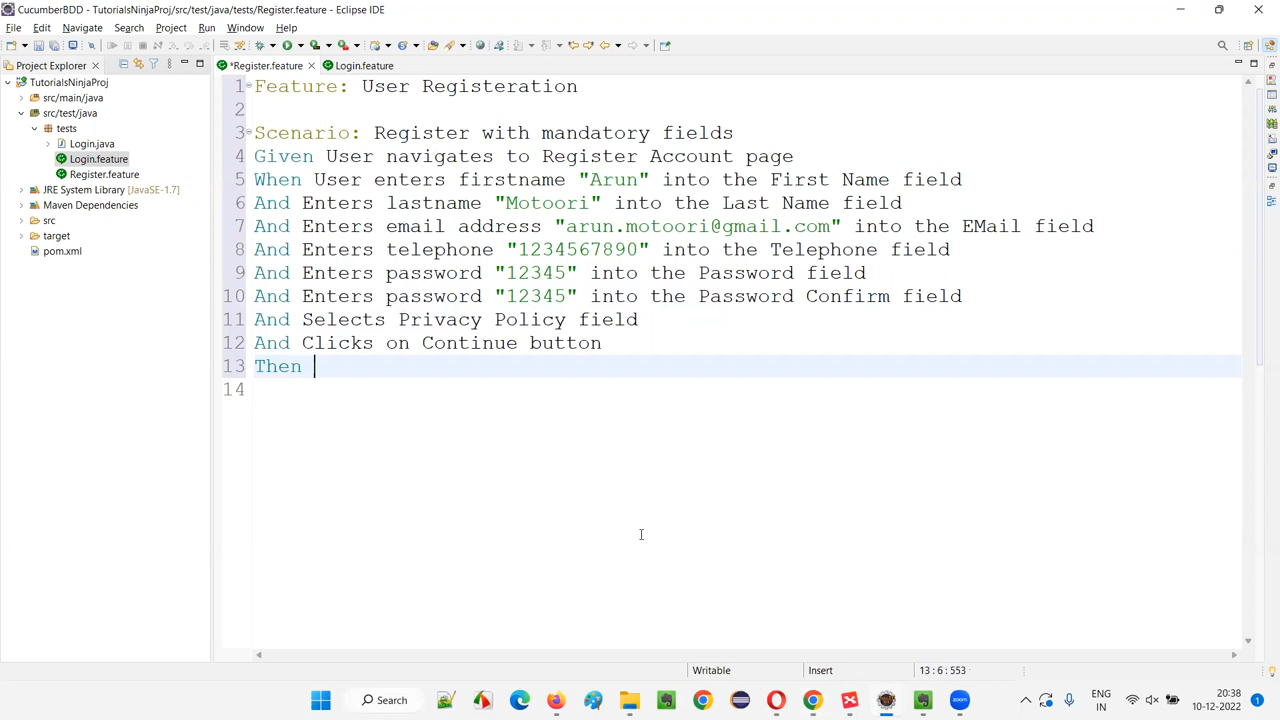 CucumberBDD - TutorialsNinjaProj/src/test/java/tests/Register.feature - Eclipse IDE
File Edit Navigate Search Project Run Window Help
Project Explorer
*Register.feature
Login.feature
TutorialsNinjaProj
src/main/java
src/test/java
tests
Login.java
Login.feature
Register.feature
JRE System Library [JavaSE-1.7]
Maven Dependencies
src
target
pom.xml
1 Feature: User Registeration
2
3 Scenario: Register with mandatory fields
4 Given User navigates to Register Account page
5 When User enters firstname "Arun" into the First Name field
6 And Enters lastname "Motoori" into the Last Name field
7 And Enters email address "arun.motoori@gmail.com" into the EMail field
8 And Enters telephone "1234567890" into the Telephone field
9 And Enters password "12345" into the Password field
10 And Enters password "12345" into the Password Confirm field
11 And Selects Privacy Policy field
12 And Clicks on Continue button
13 Then
14
Writable Insert 13:6:553
Search
ENG
IN
20:38
10-12-2022
1